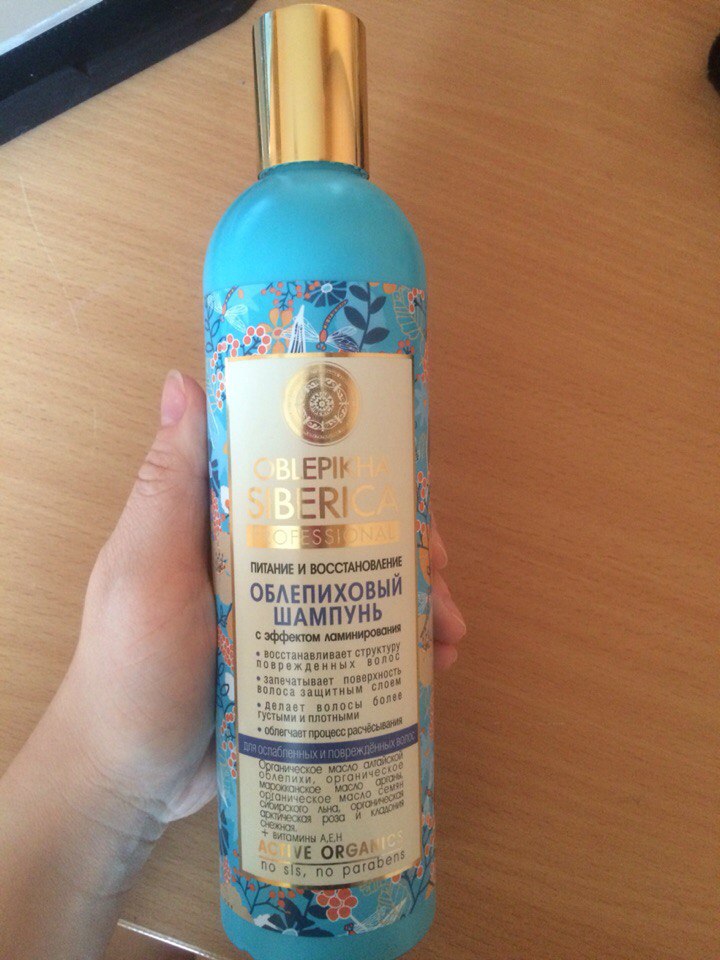 OBLEPIKHA
SIBERICA
PROFESSIONAL
ПИТАНИЕ И ВОССТАНОВЛЕНИЕ
ОБЛЕПИХОВЫЙ
ШАМПУНЬ
с эффектом ламинирования
• восстанавливает структуру
поврежденных волос
• запечатывает поверхность
волоса защитным слоем
• делает волосы более
густыми и плотными
• облегчает процесс расчёсывания
для ослабленных и повреждённых волос
Органическое масло алтайской
облепихи, органическое
марокканское масло арганы,
органическое масло семян
сибирского льна, органическая
арктическая роза и кладония
снежная.
+ витамины А,Е,Н
ACTIVE ORGANICS
no sls, no parabens